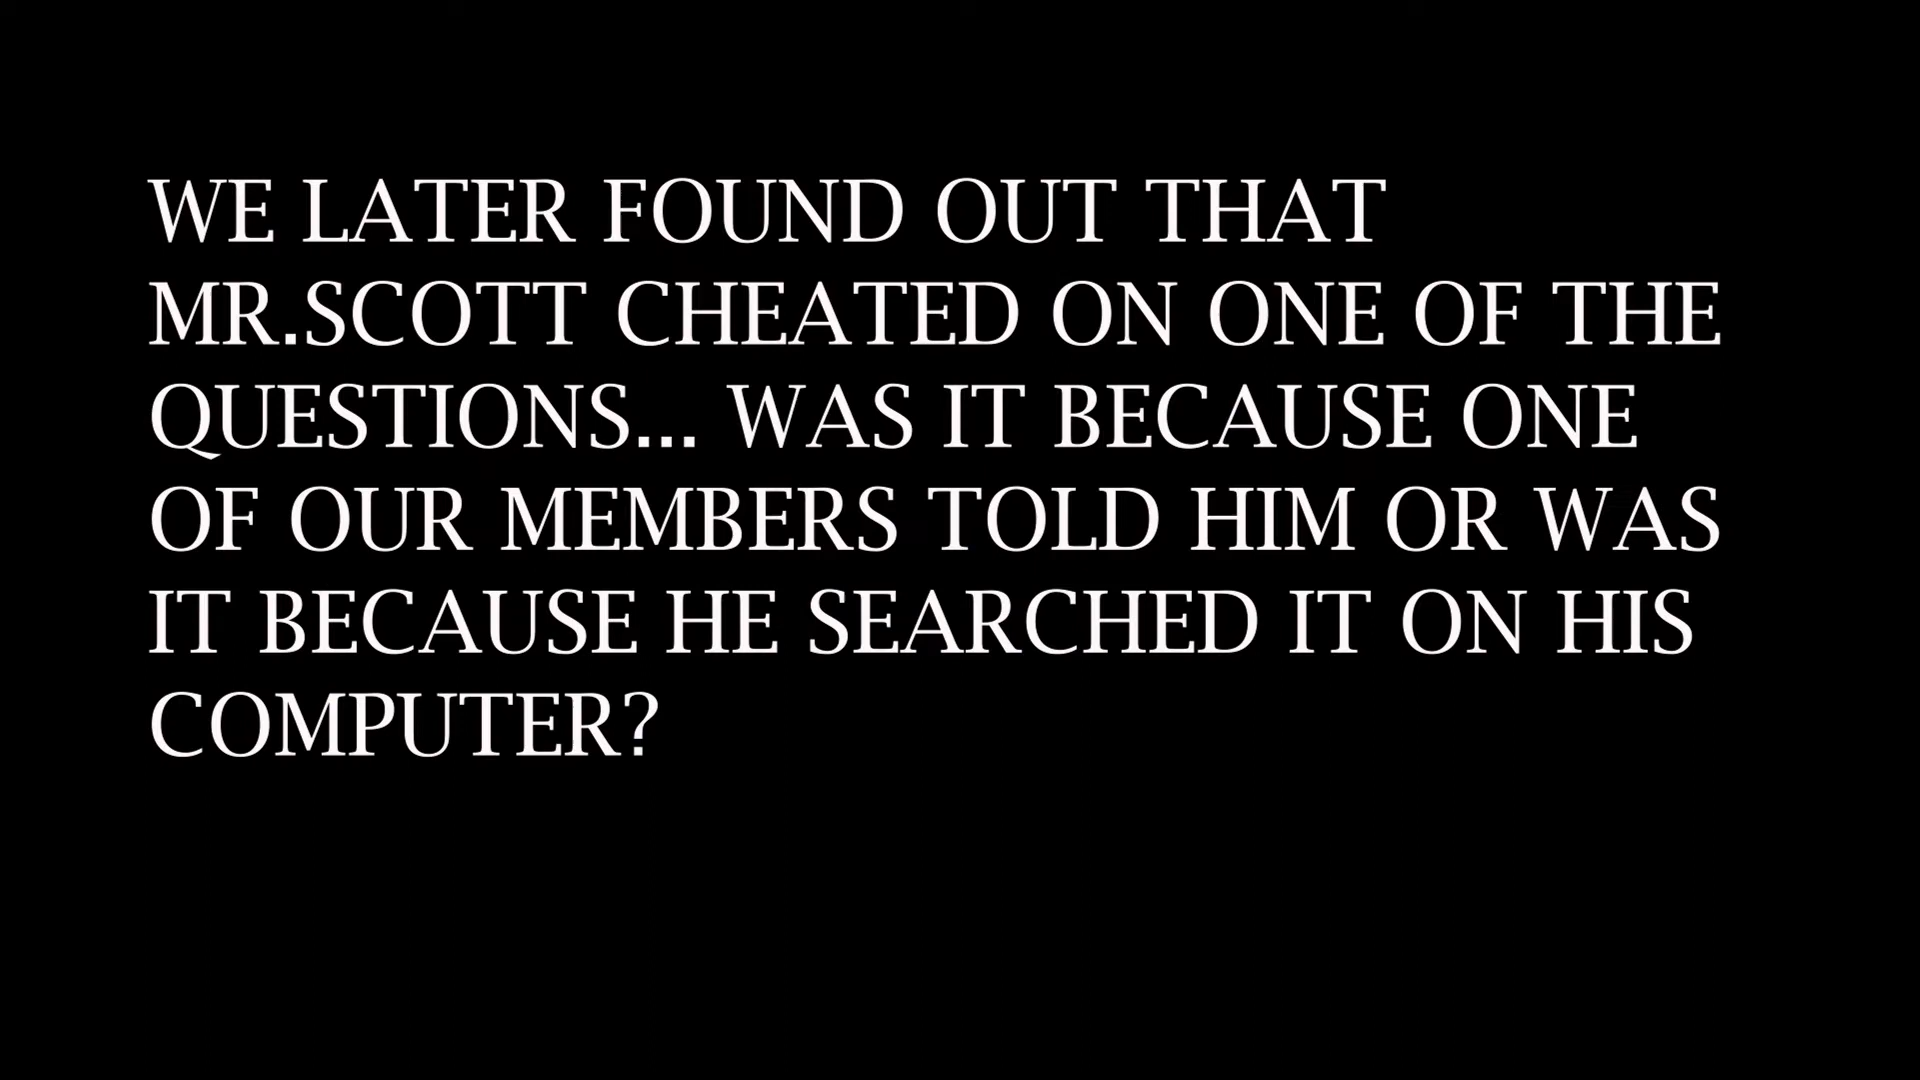 WE LATER FOUND OUT THAT
MR.SCOTT CHEATED ON ONE OF THE
QUESTIONS... WAS IT BECAUSE ONE
OF OUR MEMBERS TOLD HIM OR WAS
IT BECAUSE HE SEARCHED IT ON HIS
COMPUTER?